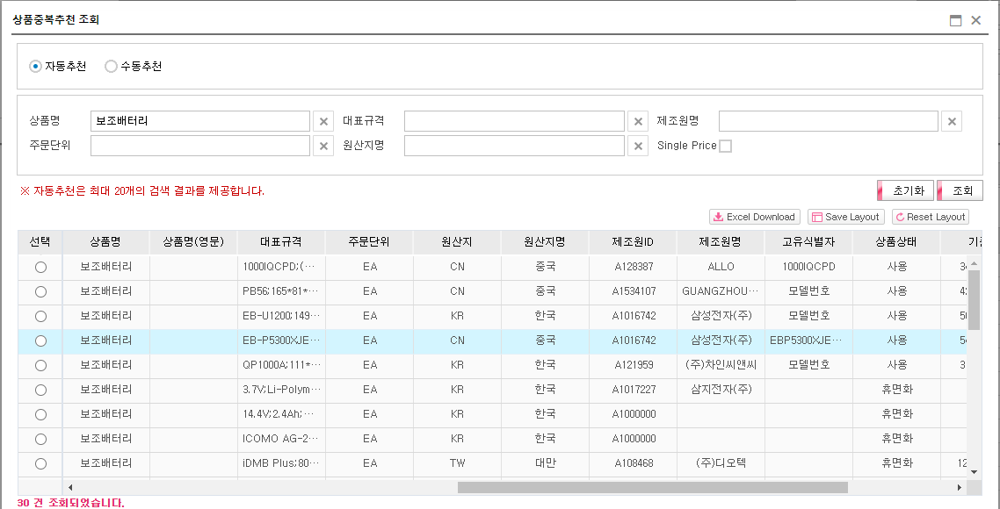 상품중복추천 조회
자동추천 수동추천
상품명 보조배터리 대표규격 제조원명
주문단위 원산지명 Single Price
※ 자동추천은 최대 20개의 검색 결과를 제공합니다. 초기화 조회
Excel Download Save Layout Reset Layout
선택 상품명 상품명(영문) 대표규격 주문단위 원산지 원산지명 제조원ID 제조원명 고유식별자 상품상태
보조배터리 1000IQCPD;(··· EA CN 중국 A128387 ALLO 1000IQCPD 사용
보조배터리 PB56;165*81*··· EA CN 중국 A1534107 GUANGZHOU··· 모델번호 사용
보조배터리 EB-U1200;149··· EA KR 한국 A1016742 삼성전자(주) 모델번호 사용
보조배터리 EB-P5300XJE··· EA CN 중국 A1016742 삼성전자(주) EBP5300XJE··· 사용
보조배터리 QP1000A;111*··· EA KR 한국 A121959 (주)차인씨앤씨 모델번호 사용
보조배터리 3.7V;Li-Polym··· EA KR 한국 A1017227 삼지전자(주) 휴면화
보조배터리 14.4V;2.4Ah;··· EA KR 한국 A1000000 휴면화
보조배터리 ICOMO AG-2··· EA KR 한국 A1000000 휴면화
보조배터리 iDMB Plus;80··· EA TW 대만 A108468 (주)디오텍 휴면화 12
30 건 조회되었습니다.